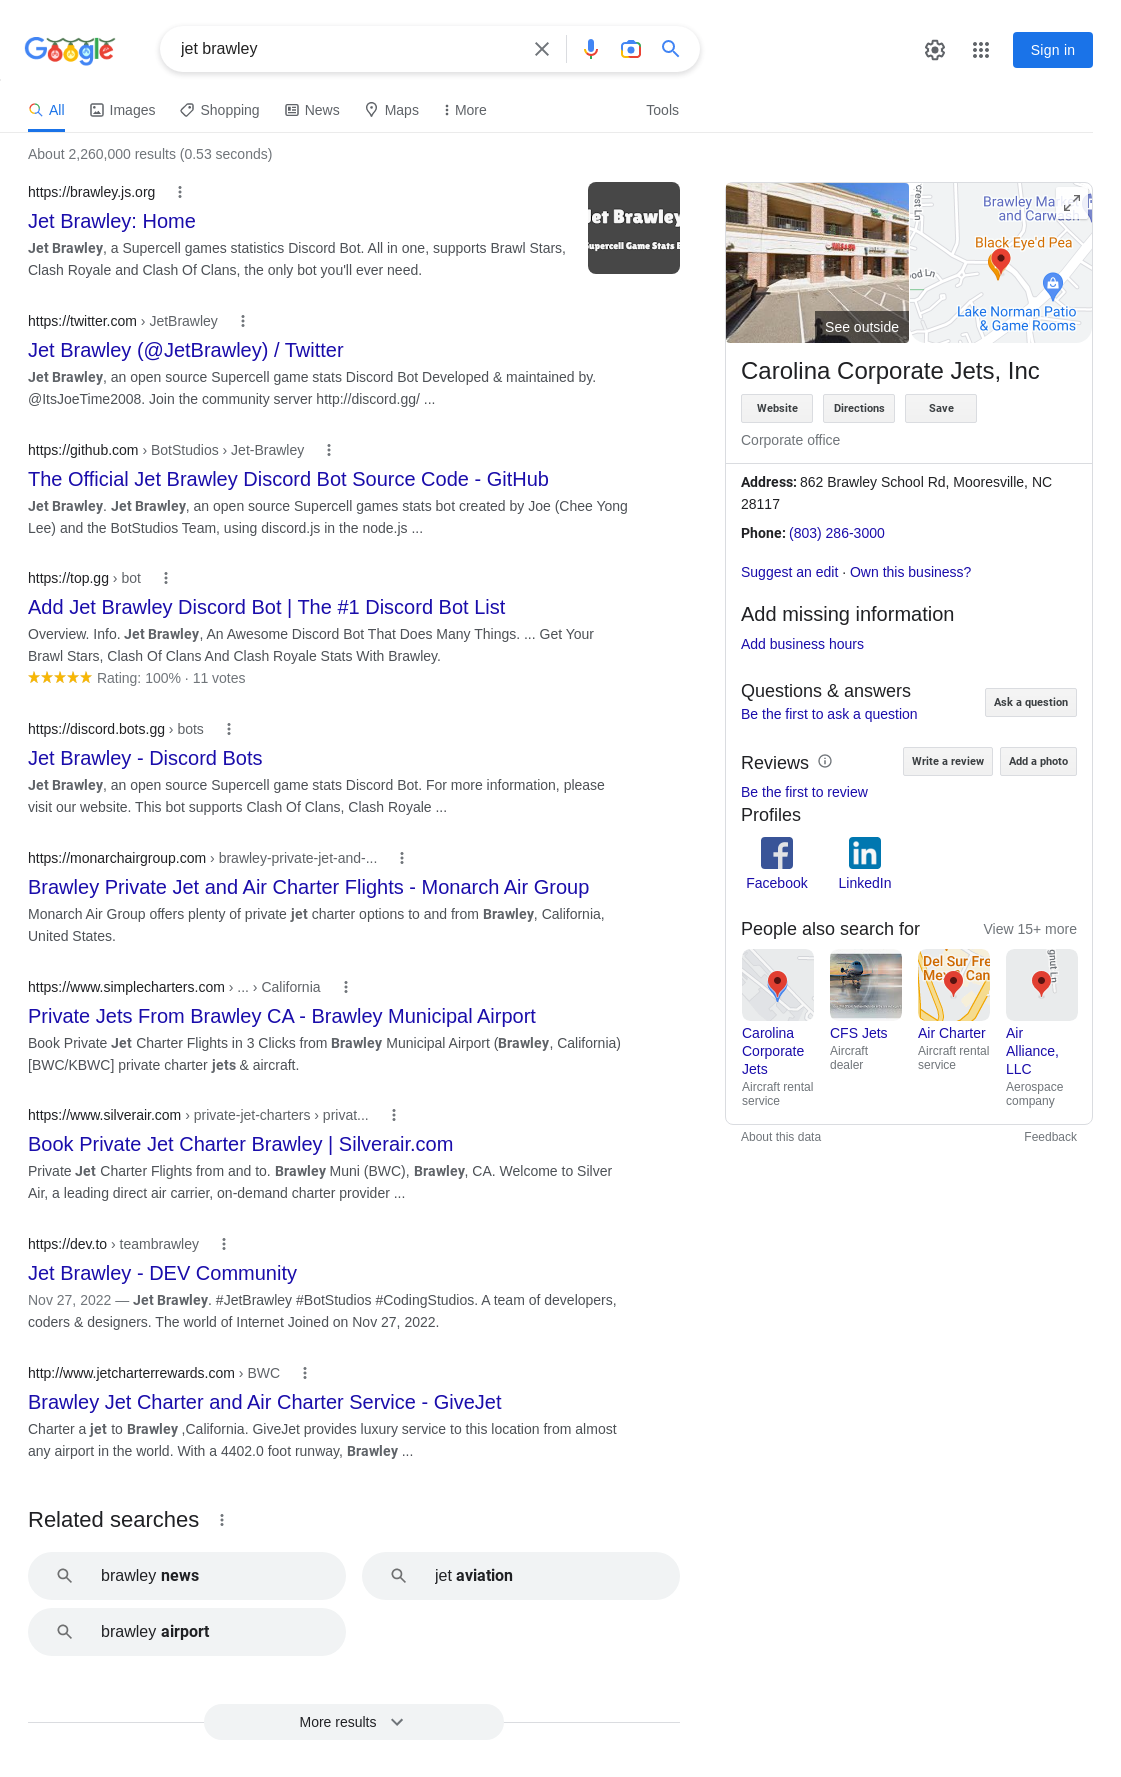 Google
jet brawley
Sign in
All
Images
Shopping
News
Maps
More
Tools
About 2,260,000 results (0.53 seconds)
https://brawley.js.org
Jet Brawley: Home
Jet Brawley, a Supercell games statistics Discord Bot. All in one, supports Brawl Stars,
Clash Royale and Clash Of Clans, the only bot you'll ever need.
Jet Brawley
Supercell Game Stats B
https://twitter.com › JetBrawley
Jet Brawley (@JetBrawley) / Twitter
Jet Brawley, an open source Supercell game stats Discord Bot Developed & maintained by.
@ItsJoeTime2008. Join the community server http://discord.gg/ ...
https://github.com › BotStudios › Jet-Brawley
The Official Jet Brawley Discord Bot Source Code - GitHub
Jet Brawley. Jet Brawley, an open source Supercell games stats bot created by Joe (Chee Yong
Lee) and the BotStudios Team, using discord.js in the node.js ...
https://top.gg › bot
Add Jet Brawley Discord Bot | The #1 Discord Bot List
Overview. Info. Jet Brawley, An Awesome Discord Bot That Does Many Things. ... Get Your
Brawl Stars, Clash Of Clans And Clash Royale Stats With Brawley.
Rating: 100% · 11 votes
https://discord.bots.gg › bots
Jet Brawley - Discord Bots
Jet Brawley, an open source Supercell game stats Discord Bot. For more information, please
visit our website. This bot supports Clash Of Clans, Clash Royale ...
https://monarchairgroup.com › brawley-private-jet-and-...
Brawley Private Jet and Air Charter Flights - Monarch Air Group
Monarch Air Group offers plenty of private jet charter options to and from Brawley, California,
United States.
https://www.simplecharters.com › ... › California
Private Jets From Brawley CA - Brawley Municipal Airport
Book Private Jet Charter Flights in 3 Clicks from Brawley Municipal Airport (Brawley, California)
[BWC/KBWC] private charter jets & aircraft.
https://www.silverair.com › private-jet-charters › privat...
Book Private Jet Charter Brawley | Silverair.com
Private Jet Charter Flights from and to. Brawley Muni (BWC), Brawley, CA. Welcome to Silver
Air, a leading direct air carrier, on-demand charter provider ...
https://dev.to › teambrawley
Jet Brawley - DEV Community
Nov 27, 2022 — Jet Brawley. #JetBrawley #BotStudios #CodingStudios. A team of developers,
coders & designers. The world of Internet Joined on Nov 27, 2022.
http://www.jetcharterrewards.com › BWC
Brawley Jet Charter and Air Charter Service - GiveJet
Charter a jet to Brawley ,California. GiveJet provides luxury service to this location from almost
any airport in the world. With a 4402.0 foot runway, Brawley ...
Related searches
brawley news
jet aviation
brawley airport
More results
See outside
crest Ln
Brawley Ma
and Carwash
Black Eye'd Pea
od Ln
Lake Norman Patio
& Game Rooms
Carolina Corporate Jets, Inc
Website
Directions
Save
Corporate office
Address: 862 Brawley School Rd, Mooresville, NC
28117
Phone: (803) 286-3000
Suggest an edit · Own this business?
Add missing information
Add business hours
Questions & answers
Be the first to ask a question
Ask a question
Reviews
Write a review
Add a photo
Be the first to review
Profiles
Facebook
LinkedIn
People also search for
View 15+ more
Del Sur Fre
Mex & Can
gnut Ln
Carolina
Corporate
Jets
Aircraft rental
service
CFS Jets
Aircraft
dealer
Air Charter
Aircraft rental
service
Air
Alliance,
LLC
Aerospace
company
About this data
Feedback